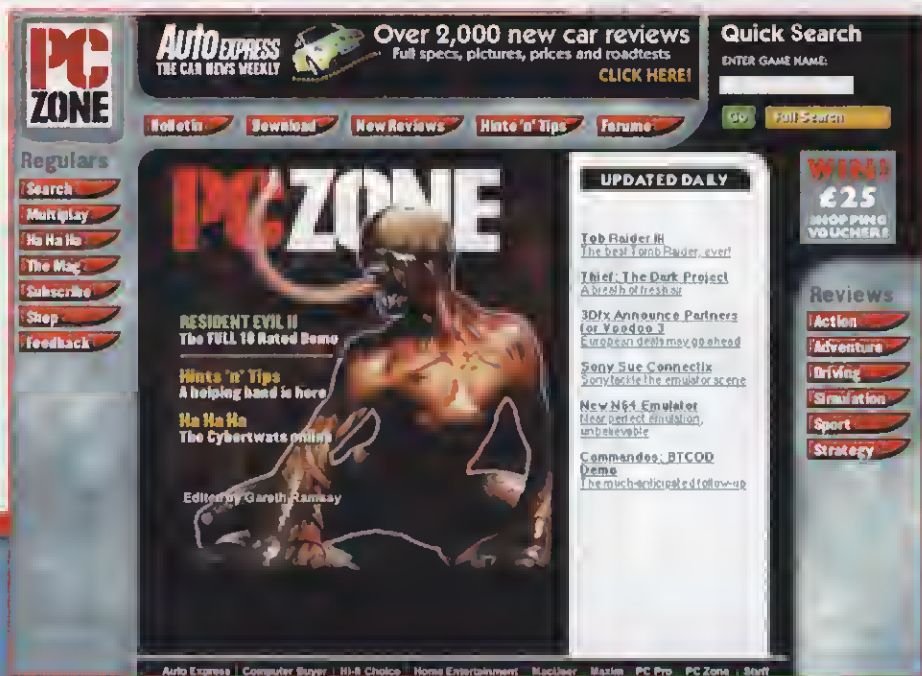 PC
ZONE
Auto EXPRESS
THE CAR NEWS WEEKLY
Over 2,000 new car reviews
Full specs, pictures, prices and roadtests
CLICK HERE!
Quick Search
ENTER GAME NAME:
Go
Full Search
Bulletin
Download
New Reviews
Hints 'n' Tips
Forums
Regulars
Search
Multiplay
Ha Ha Ha
The Mag
Subscribe
Shop
Feedback
PC ZONE
RESIDENT EVIL II
The FULL 18 Rated Demo
Hints 'n' Tips
A helping hand is here
Ha Ha Ha
The Cybertwats online
Edited by Gareth Ramsay
UPDATED DAILY
Tob Raider III
The best Tomb Raider, ever!
Thief: The Dark Project
A breath of fresh air
3Dfx Announce Partners
for Voodoo 3
European deals may go ahead
Sony Sue Connectix
Sony tackle the emulator scene
New N64 Emulator
Near perfect emulation,
unbelievable
Commandos: BTCOD
Demo
The much-anticipated follow-up
WIN!
£25
SHOPPING
VOUCHERS
Reviews
Action
Adventure
Driving
Simulation
Sport
Strategy
Auto Express | Computer Buyer | Hi-fi Choice | Home Entertainment | MacUser | Maxim | PC Pro | PC Zone | Stuff